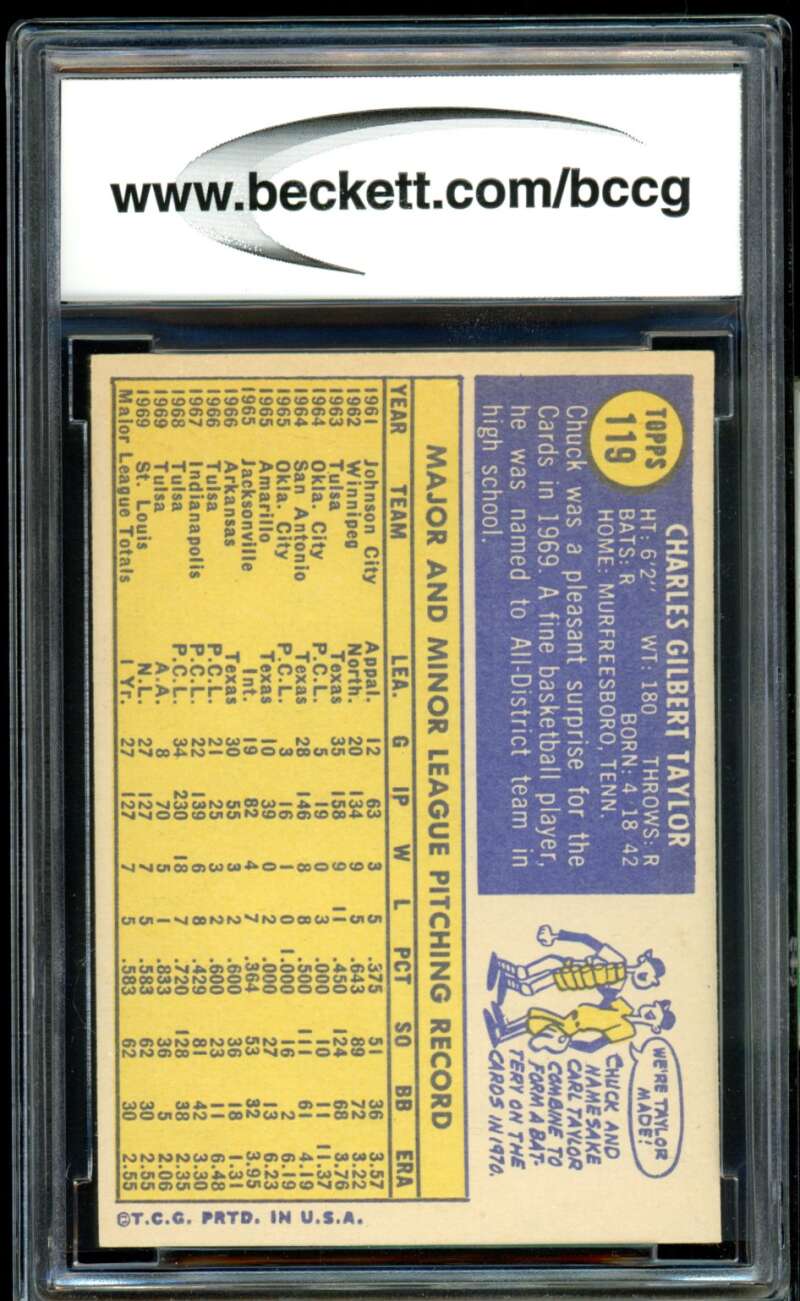 www.beckett.com/bccg
TOPPS
119
CHARLES GILBERT TAYLOR
HT: 6'2" WT: 180 THROWS: R
BATS: R BORN: 4 18 42
HOME: MURFREESBORO, TENN.
Chuck was a pleasant surprise for the
Cards in 1969. A fine basketball player,
he was named to All-District team in
high school.
WE'RE TAYLOR
MADE!
CHUCK AND
NAMESAKE
CARL TAYLOR
COMBINE TO
FORM A BAT-
TERY ON THE
CARDS IN 1970.
MAJOR AND MINOR LEAGUE PITCHING RECORD
YEAR TEAM LEA. G IP W L PCT SO BB ERA
1961 Johnson City Appal. 12 63 3 5 .375 51 36 3.57
1962 Winnipeg North. 20 134 9 5 .643 89 72 3.22
1963 Tulsa Texas 35 158 9 11 .450 124 68 3.76
1964 Okla. City P.C.L. 5 19 0 3 .000 10 11 11.37
1964 San Antonio Texas 28 146 8 8 .500 111 61 4.19
1965 Okla. City P.C.L. 3 16 1 0 1.000 16 2 6.19
1965 Amarillo Texas 10 39 0 2 .000 27 13 6.23
1965 Jacksonville Int. 19 82 4 7 .364 53 32 3.95
1966 Arkansas Texas 30 55 3 2 .600 36 18 1.31
1966 Tulsa P.C.L. 21 25 3 2 .600 23 11 6.48
1967 Indianapolis P.C.L. 22 139 6 8 .429 81 42 3.30
1968 Tulsa P.C.L. 34 230 18 7 .720 128 38 2.35
1969 Tulsa A.A. 8 70 5 1 .833 36 5 2.06
1969 St. Louis N.L. 27 127 7 5 .583 62 30 2.55
Major League Totals 1 Yr. 27 127 7 5 .583 62 30 2.55
©T.C.G. PRTD. IN U.S.A.